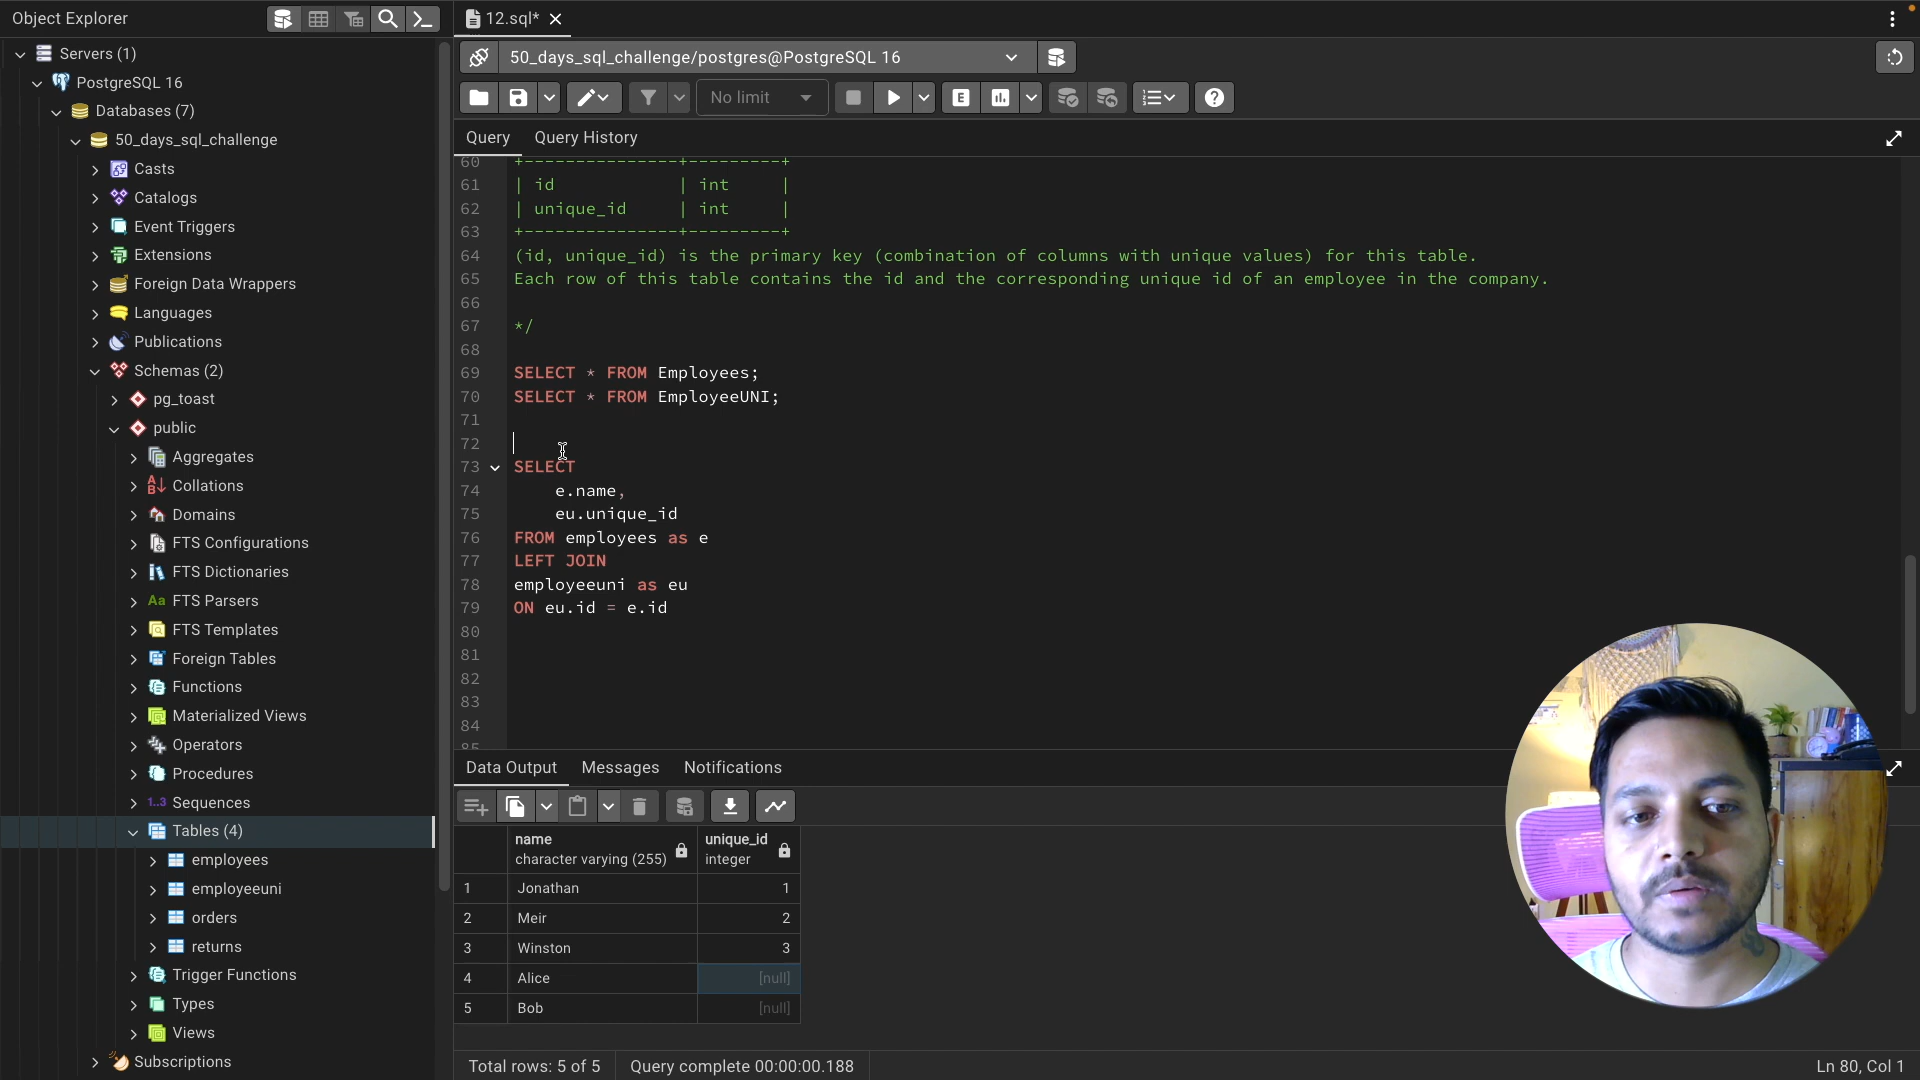 Object Explorer
12.sql*
Servers (1)
PostgreSQL 16
Databases (7)
50_days_sql_challenge
Casts
Catalogs
Event Triggers
Extensions
Foreign Data Wrappers
Languages
Publications
Schemas (2)
pg_toast
public
Aggregates
Collations
Domains
FTS Configurations
FTS Dictionaries
Aa FTS Parsers
FTS Templates
Foreign Tables
Functions
Materialized Views
Operators
Procedures
1..3 Sequences
Tables (4)
employees
employeeuni
orders
returns
Trigger Functions
Types
Views
Subscriptions
50_days_sql_challenge/postgres@PostgreSQL 16
No limit
E
Query Query History
60 +---------------+---------+
61 | id | int |
62 | unique_id | int |
63 +---------------+---------+
64 (id, unique_id) is the primary key (combination of columns with unique values) for this table.
65 Each row of this table contains the id and the corresponding unique id of an employee in the company.
66
67 */
68
69 SELECT * FROM Employees;
70 SELECT * FROM EmployeeUNI;
71
72
73 SELECT
74 e.name,
75 eu.unique_id
76 FROM employees as e
77 LEFT JOIN
78 employeeuni as eu
79 ON eu.id = e.id
80
81
82
83
84
85
Data Output Messages Notifications
name unique_id
character varying (255) integer
1 Jonathan 1
2 Meir 2
3 Winston 3
4 Alice [null]
5 Bob [null]
Total rows: 5 of 5 Query complete 00:00:00.188 Ln 80, Col 1